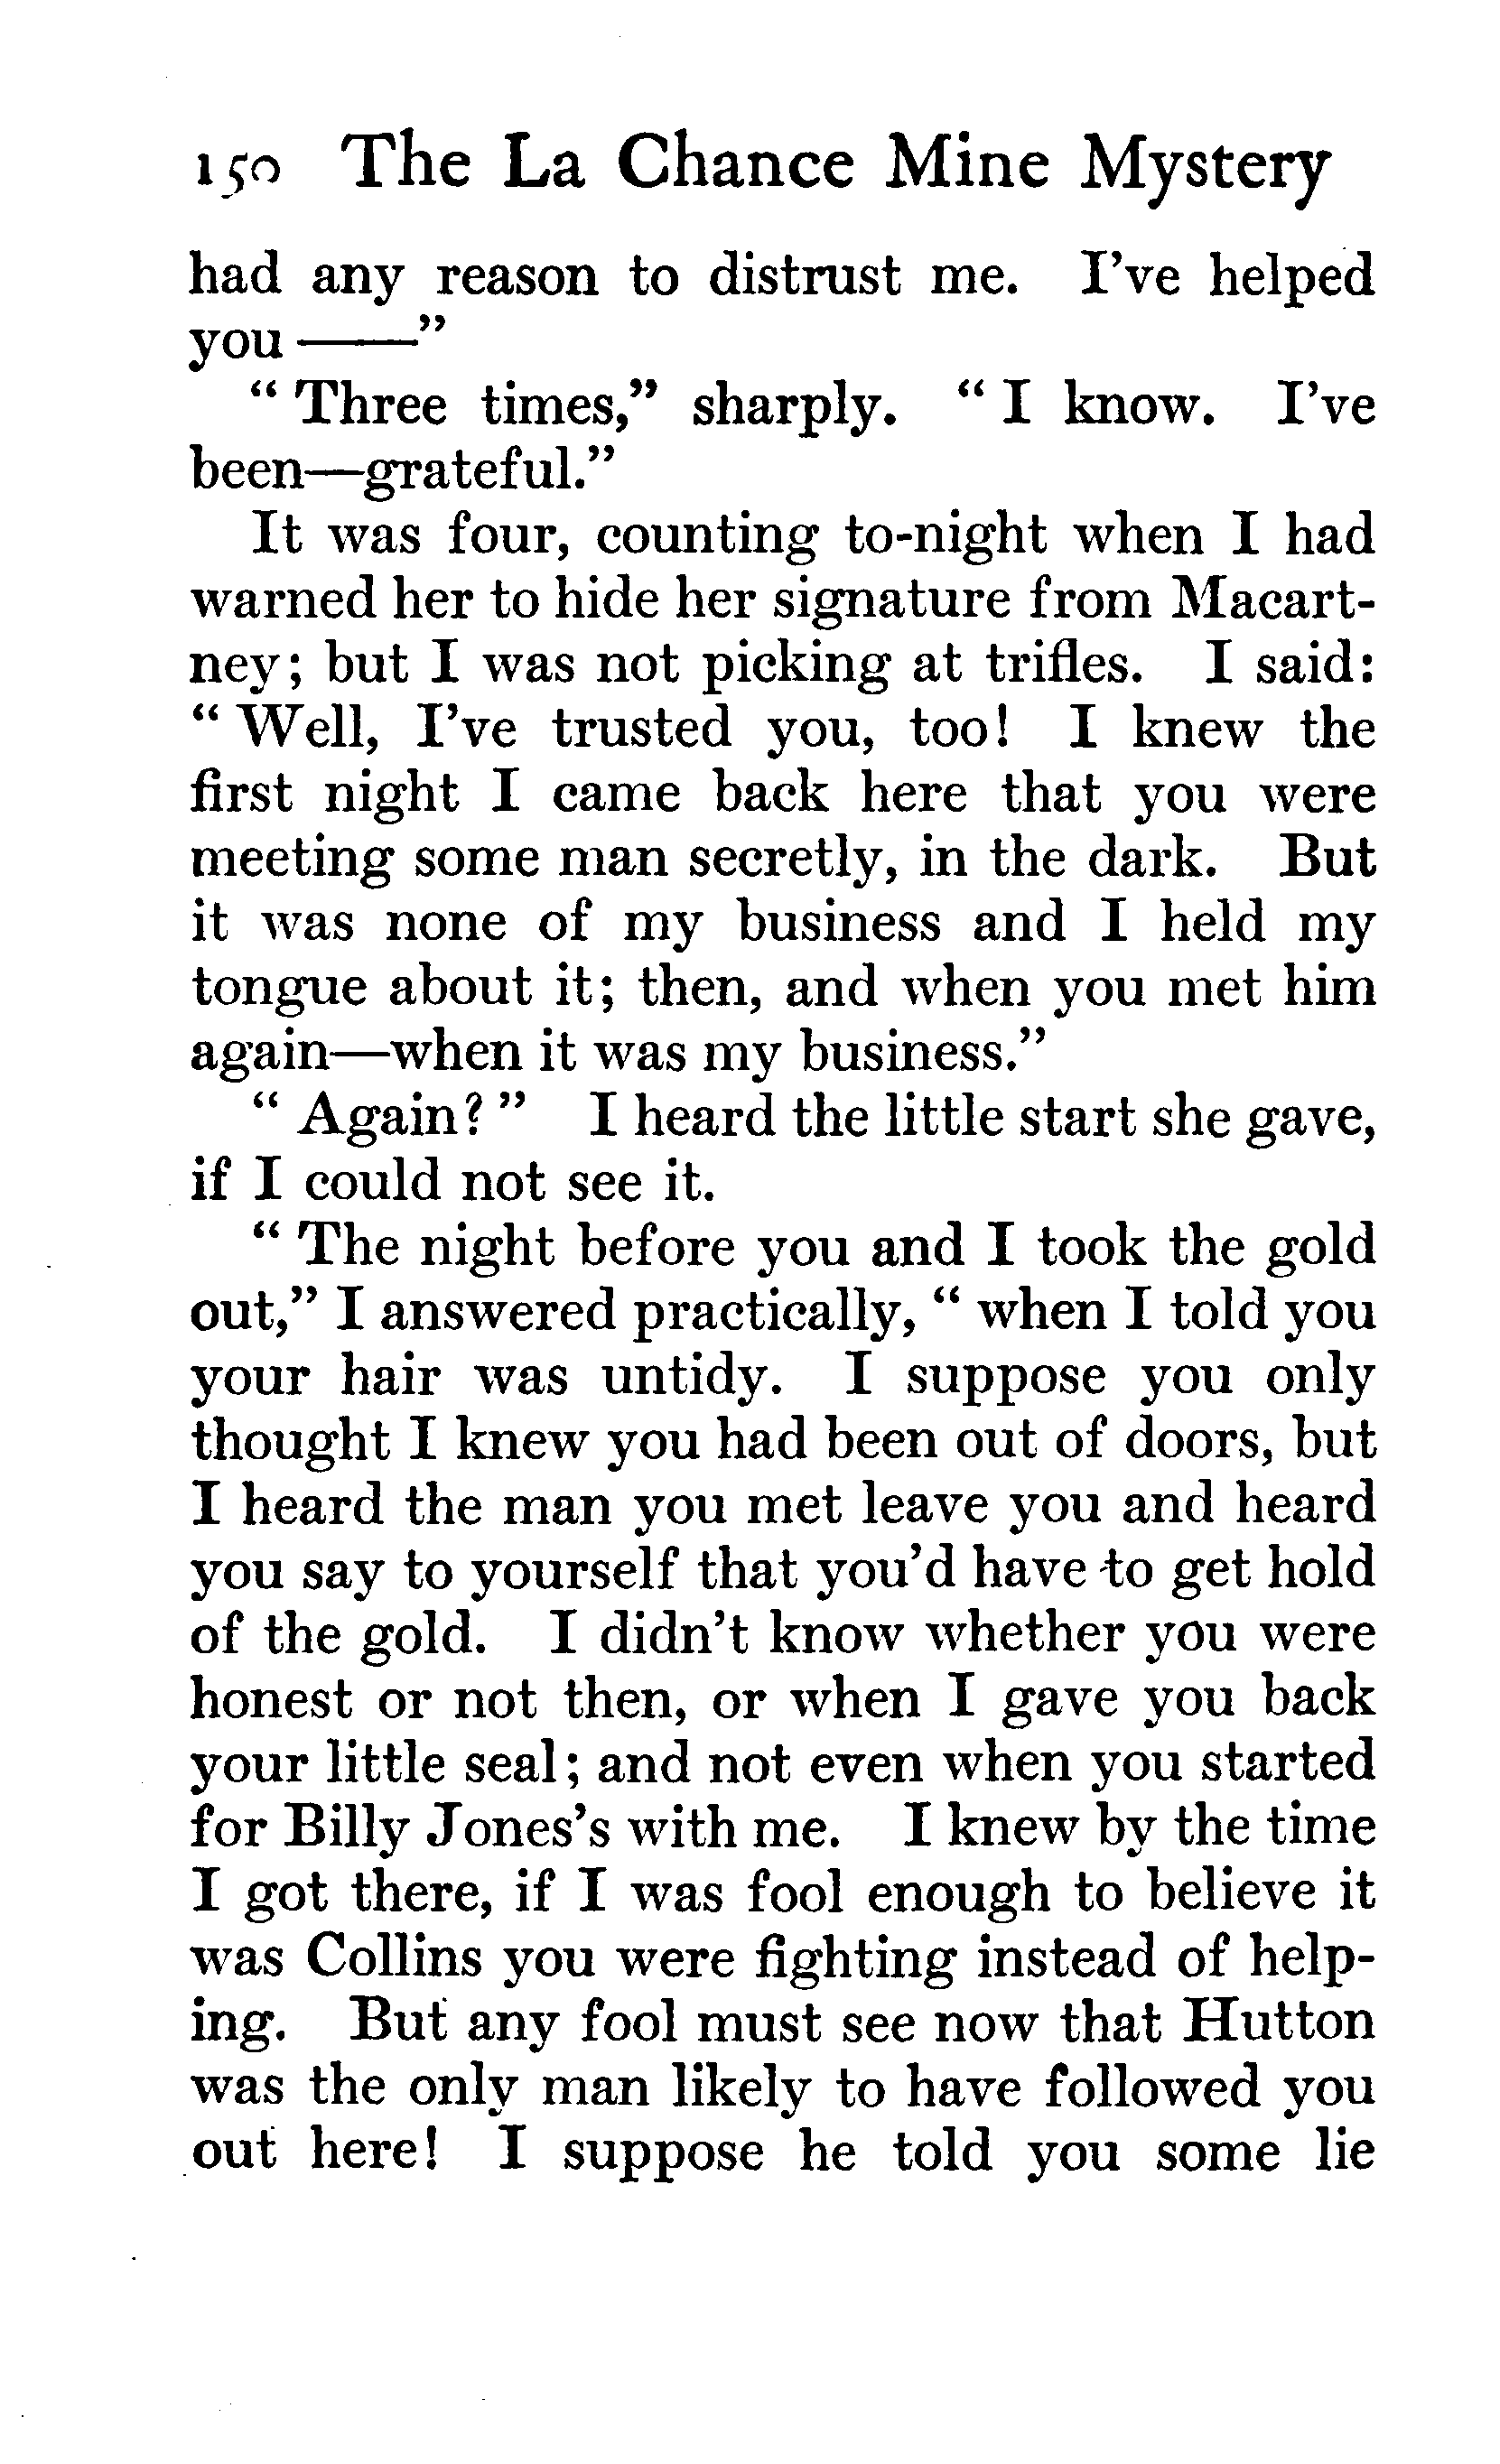 150 The La Chance Mine Mystery
had any reason to distrust me. I've helped
you ——"
" Three times," sharply. " I know. I've
been—grateful."
It was four, counting to-night when I had
warned her to hide her signature from Macart-
ney; but I was not picking at trifles. I said:
" Well, I've trusted you, too! I knew the
first night I came back here that you were
meeting some man secretly, in the dark. But
it was none of my business and I held my
tongue about it; then, and when you met him
again—when it was my business."
" Again? " I heard the little start she gave,
if I could not see it.
" The night before you and I took the gold
out," I answered practically, " when I told you
your hair was untidy. I suppose you only
thought I knew you had been out of doors, but
I heard the man you met leave you and heard
you say to yourself that you'd have to get hold
of the gold. I didn't know whether you were
honest or not then, or when I gave you back
your little seal; and not even when you started
for Billy Jones's with me. I knew by the time
I got there, if I was fool enough to believe it
was Collins you were fighting instead of help-
ing. But any fool must see now that Hutton
was the only man likely to have followed you
out here! I suppose he told you some lie